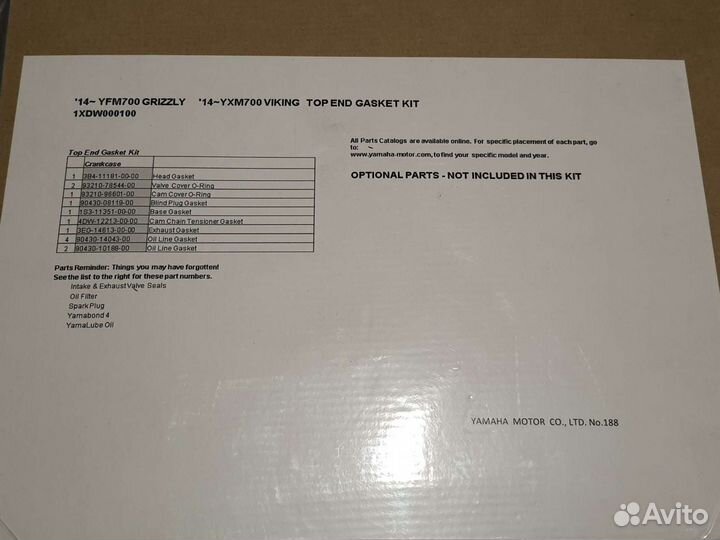 '14~ YFM700 GRIZZLY '14~YXM700 VIKING TOP END GASKET KIT
1XDW000100
All Parts Catalogs are available online. For specific placement of each part, go
to:
www.yamaha-motor.com, to find your specific model and year.
OPTIONAL PARTS - NOT INCLUDED IN THIS KIT
Top End Gasket Kit
Crankcase
1 3B4-11181-00-00 Head Gasket
2 93210-78544-00 Valve Cover O-Ring
1 93210-96601-00 Cam Cover O-Ring
1 90430-08119-00 Blind Plug Gasket
1 1S3-11351-00-00 Base Gasket
1 4DW-12213-00-00 Cam Chain Tensioner Gasket
1 3EG-14613-00-00 Exhaust Gasket
4 90430-14043-00 Oil Line Gasket
2 90430-10188-00 Oil Line Gasket
Parts Reminder: Things you may have forgotten!
See the list to the right for these part numbers.
Intake & Exhaust Valve Seals
Oil Filter
Spark Plug
Yamabond 4
YamaLube Oil
YAMAHA MOTOR CO., LTD. No.188
Avito